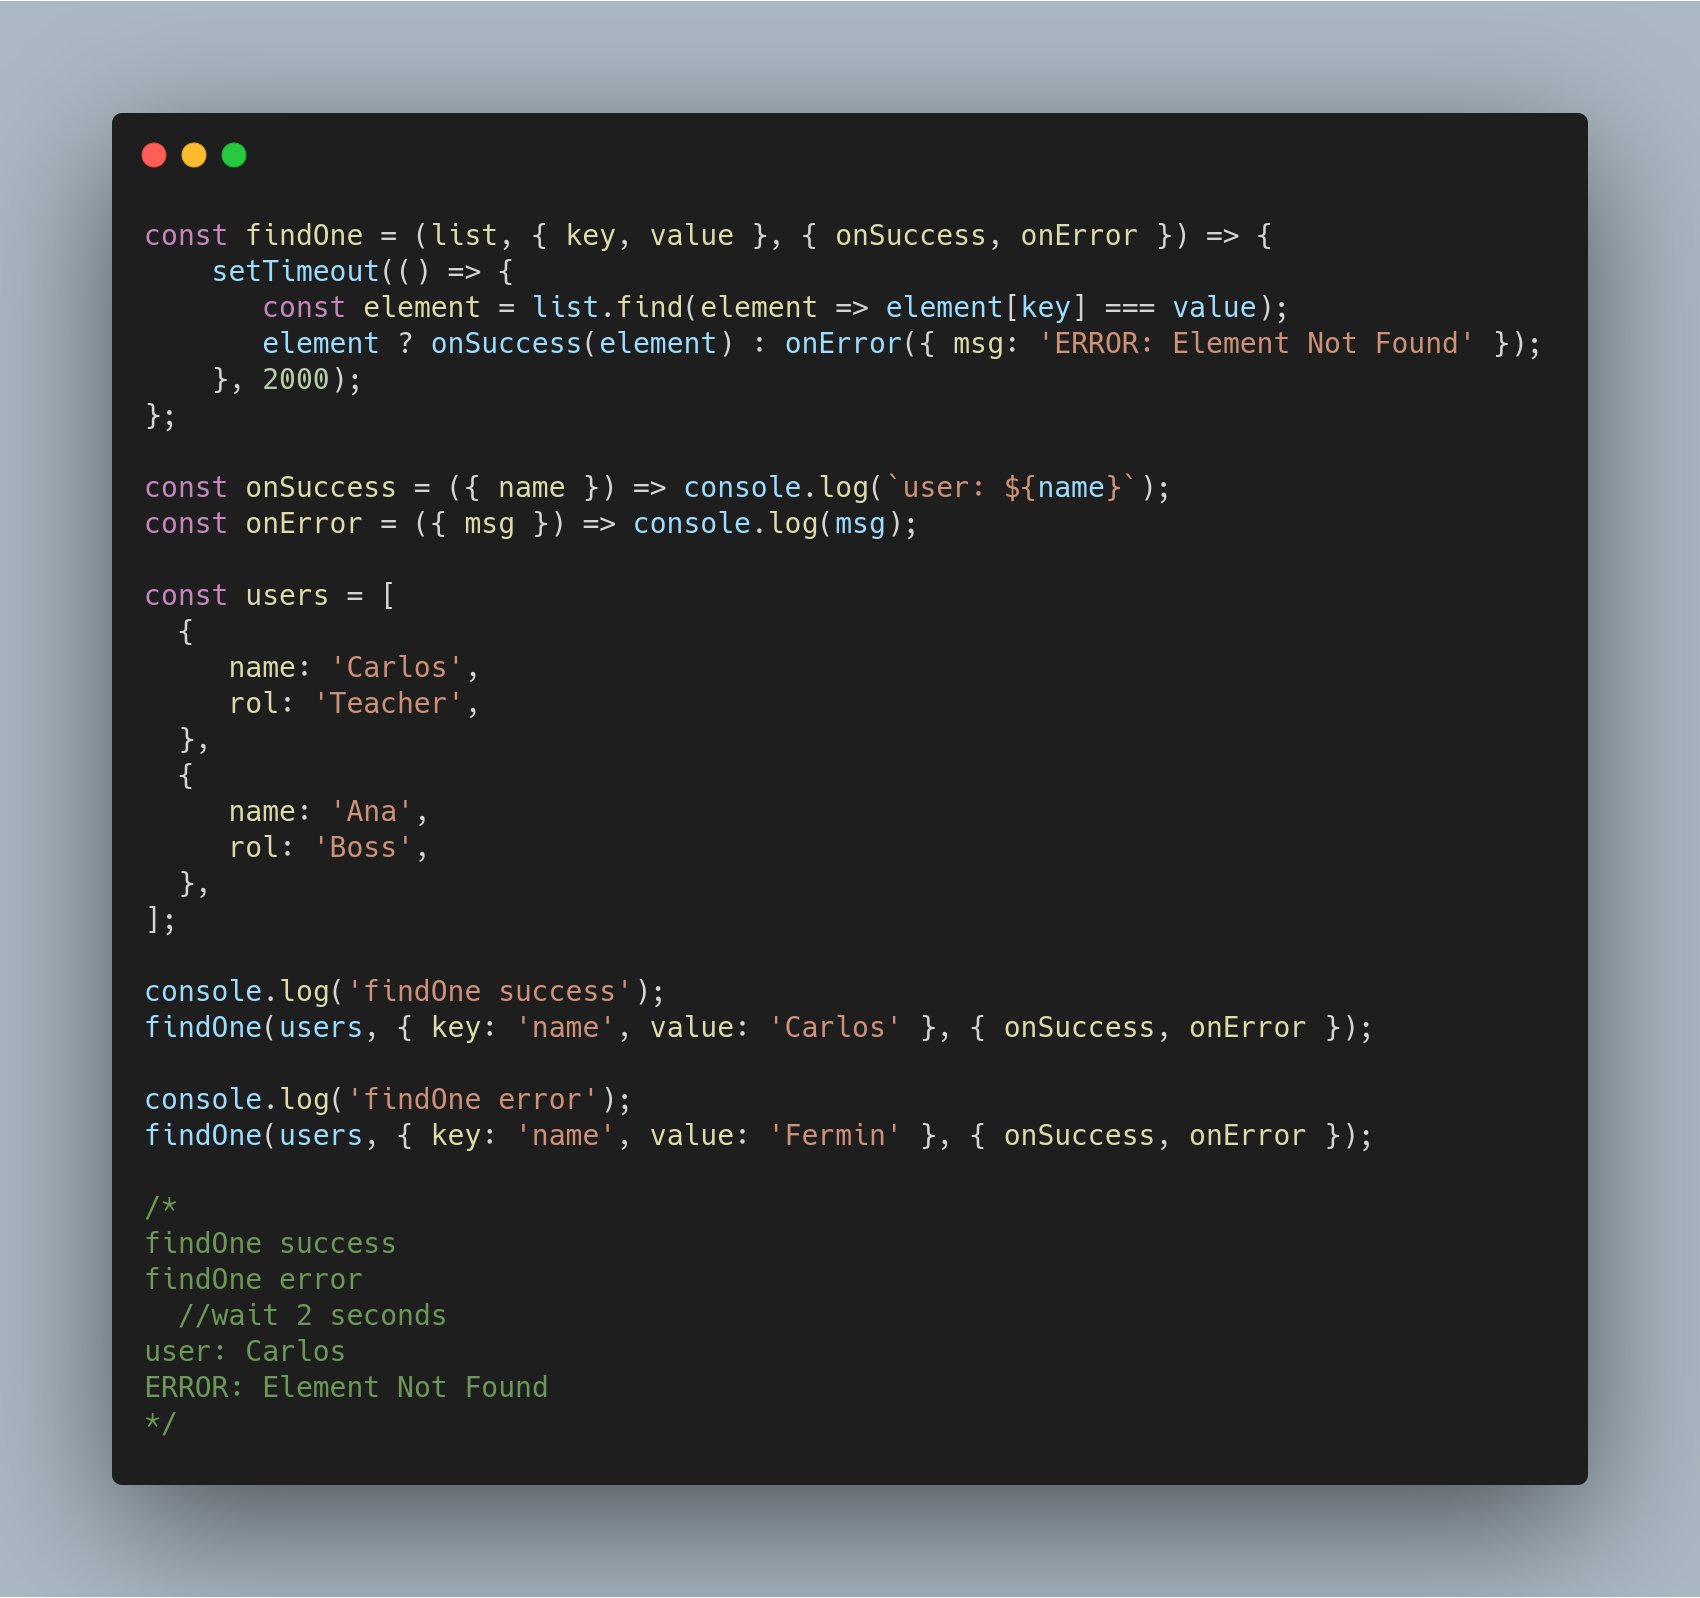 const findOne = (list, { key, value }, { onSuccess, onError }) => {
    setTimeout(() => {
       const element = list.find(element => element[key] === value);
       element ? onSuccess(element) : onError({ msg: 'ERROR: Element Not Found' });
    }, 2000);
};

const onSuccess = ({ name }) => console.log(`user: ${name}`);
const onError = ({ msg }) => console.log(msg);

const users = [
  {
     name: 'Carlos',
     rol: 'Teacher',
  },
  {
     name: 'Ana',
     rol: 'Boss',
  },
];

console.log('findOne success');
findOne(users, { key: 'name', value: 'Carlos' }, { onSuccess, onError });

console.log('findOne error');
findOne(users, { key: 'name', value: 'Fermin' }, { onSuccess, onError });

/*
findOne success
findOne error
  //wait 2 seconds
user: Carlos
ERROR: Element Not Found
*/